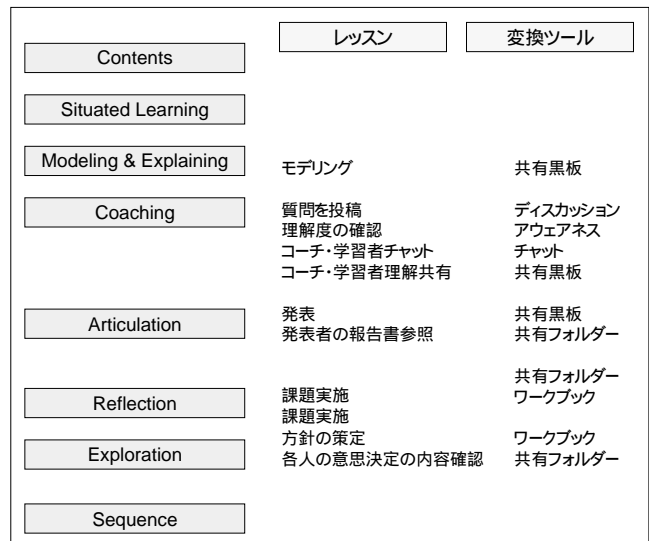 レッスン 変換ツール
Contents
Situated Learning
Modeling & Explaining
モデリング 共有黒板
Coaching
質問を投稿 ディスカッション
理解度の確認 アウェアネス
コーチ・学習者チャット チャット
コーチ・学習者理解共有 共有黒板
Articulation
発表 共有黒板
発表者の報告書参照 共有フォルダー
共有フォルダー
Reflection
課題実施 ワークブック
課題実施
方針の策定 ワークブック
Exploration
各人の意思決定の内容確認 共有フォルダー
Sequence